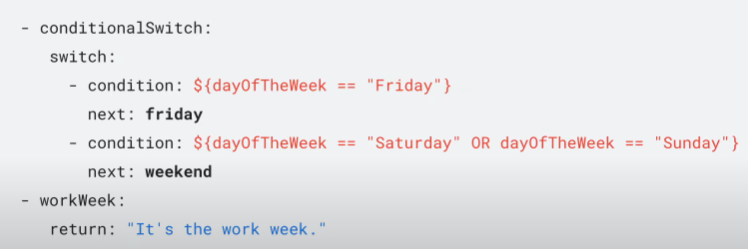 - conditionalSwitch:
switch:
- condition: ${dayOfTheWeek == "Friday"}
next: friday
- condition: ${dayOfTheWeek == "Saturday" OR dayOfTheWeek == "Sunday"}
next: weekend
- workWeek:
return: "It's the work week."